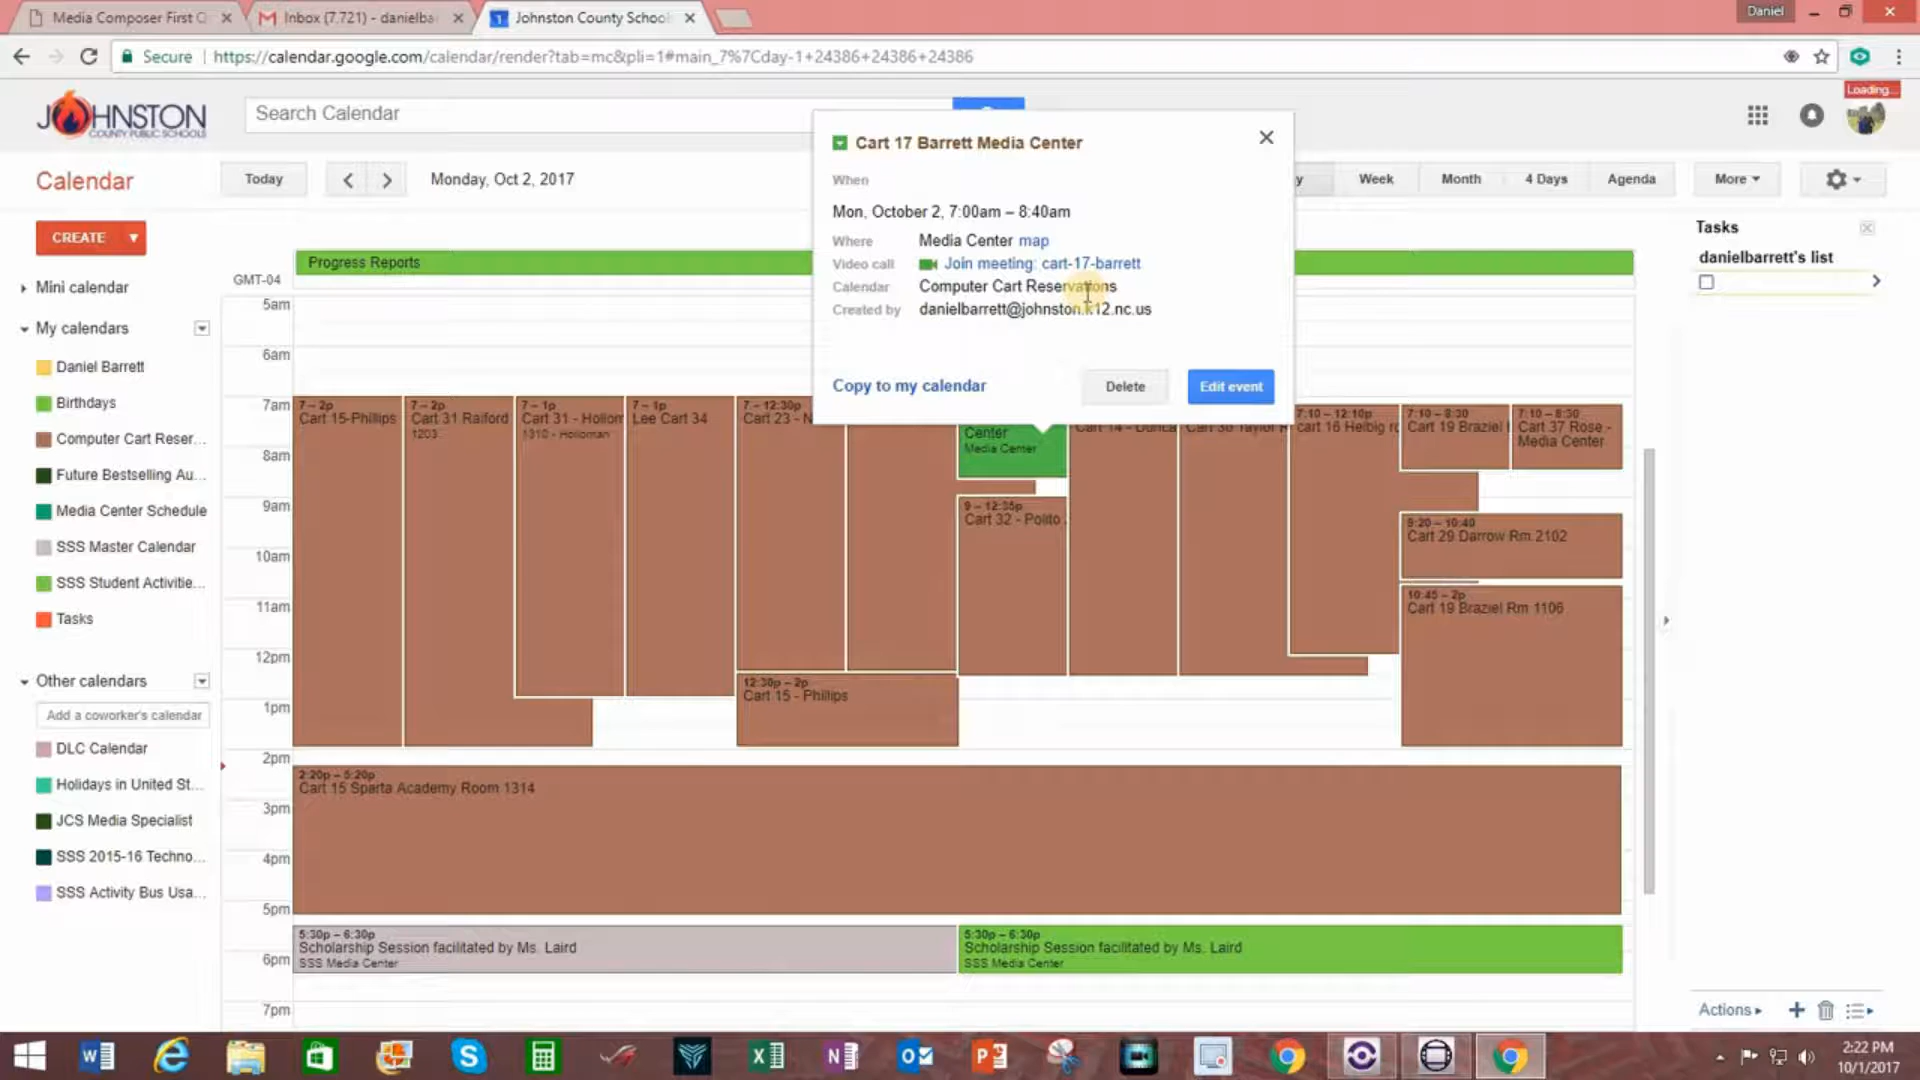 Media Composer First Q
Inbox (7,721) - danielba
Johnston County School
Daniel
Secure
https://calendar.google.com/calendar/render?tab=mc&pli=1#main_7%7Cday-1+24386+24386+24386
Loading...
JOHNSTON
COUNTY PUBLIC SCHOOLS
Search Calendar
Calendar
Today
Monday, Oct 2, 2017
Week
Month
4 Days
Agenda
More
CREATE
Mini calendar
My calendars
Daniel Barrett
Birthdays
Computer Cart Reser...
Future Bestselling Au...
Media Center Schedule
SSS Master Calendar
SSS Student Activitie...
Tasks
Other calendars
Add a coworker's calendar
DLC Calendar
Holidays in United St...
JCS Media Specialist
SSS 2015-16 Techno...
SSS Activity Bus Usa...
Cart 17 Barrett Media Center
When
Mon, October 2, 7:00am – 8:40am
Where Media Center map
Video call Join meeting: cart-17-barrett
Calendar Computer Cart Reservations
Created by danielbarrett@johnston.k12.nc.us
Copy to my calendar
Delete
Edit event
GMT-04
Progress Reports
5am
6am
7am
8am
9am
10am
11am
12pm
1pm
2pm
3pm
4pm
5pm
6pm
7pm
7 – 2p
Cart 15-Phillips
7 – 2p
Cart 31 Raiford
1203
7 – 1p
Cart 31 - Hollom
1310 - Holloman
7 – 1p
Lee Cart 34
7 – 12:30p
Cart 23 - N
Center
Media Center
9 – 12:35p
Cart 32 - Polito
Cart 14 - Dunca
Cart 30 Taylor R
7:10 – 12:10p
cart 16 Helbig ro
7:10 – 8:30
Cart 19 Braziel
7:10 – 8:30
Cart 37 Rose -
Media Center
9:20 – 10:40
Cart 29 Darrow Rm 2102
10:45 – 2p
Cart 19 Braziel Rm 1106
12:30p – 2p
Cart 15 - Phillips
2:20p – 5:20p
Cart 15 Sparta Academy Room 1314
5:30p – 6:30p
Scholarship Session facilitated by Ms. Laird
SSS Media Center
5:30p – 6:30p
Scholarship Session facilitated by Ms. Laird
SSS Media Center
Tasks
danielbarrett's list
Actions
2:22 PM
10/1/2017